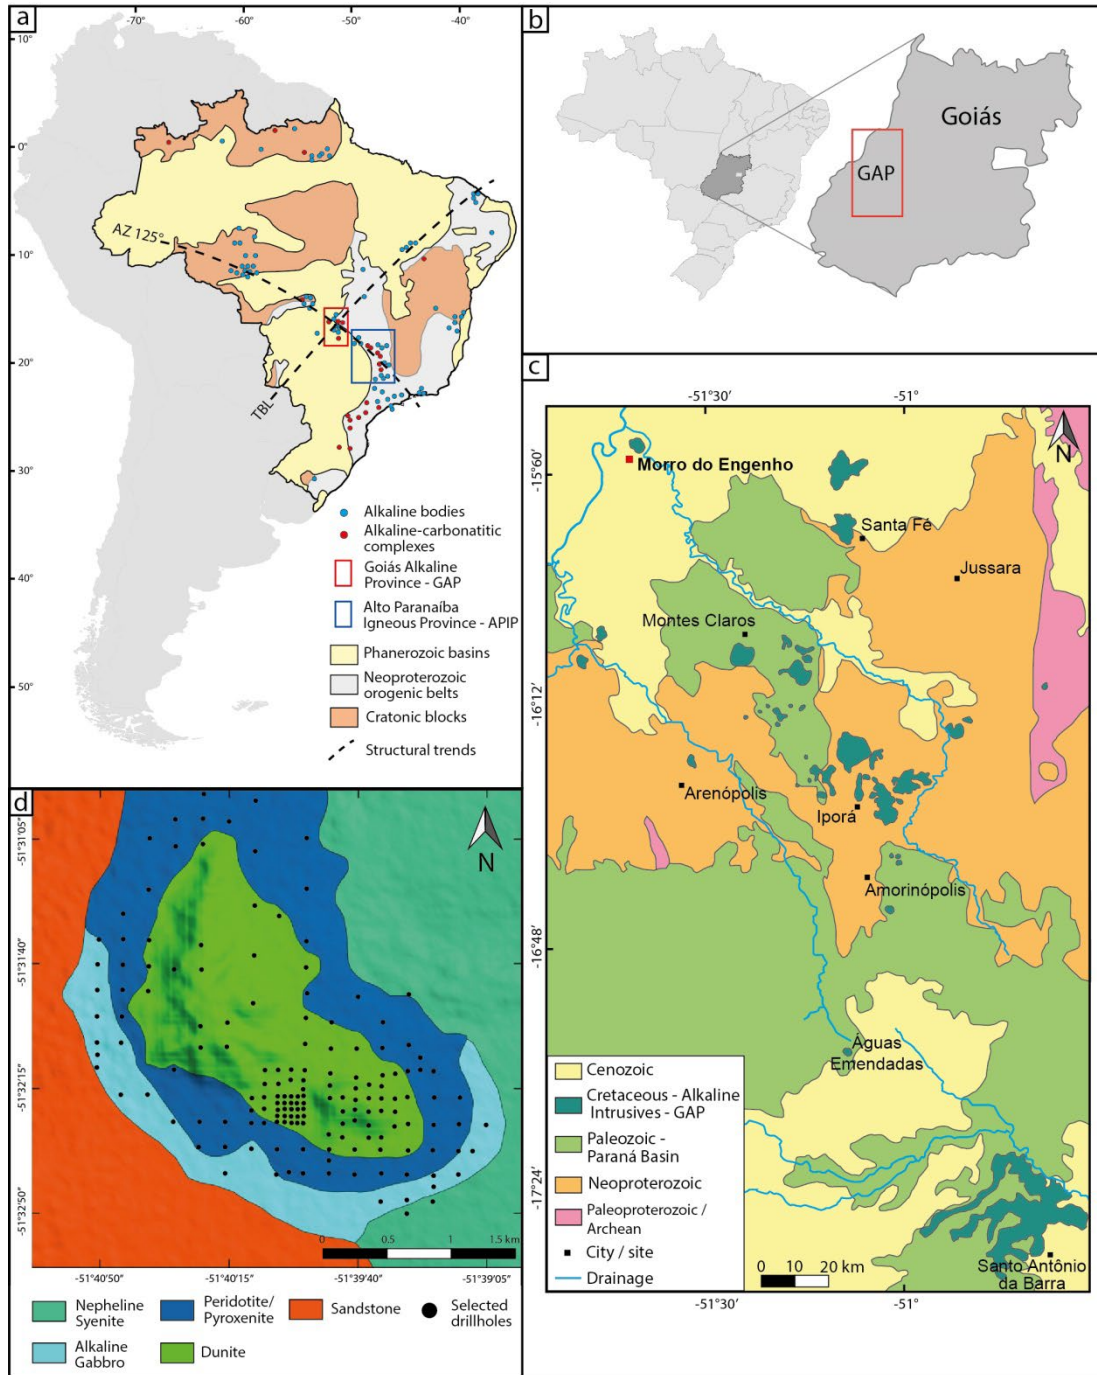 a
-70°
-60°
-50°
-40°
10°
0°
10°
20°
30°
40°
50°
AZ 125°
TBL
Alkaline bodies
Alkaline-carbonatitic
complexes
Goiás Alkaline
Province - GAP
Alto Paranaíba
Igneous Province - APIP
Phanerozoic basins
Neoproterozoic
orogenic belts
Cratonic blocks
Structural trends
b
Goiás
GAP
c
-51°30′
-51°
-15°60′
-16°12′
-16°48′
-17°24′
N
Morro do Engenho
Santa Fé
Jussara
Montes Claros
Arenópolis
Iporá
Amorinópolis
Águas
Emendadas
Santo Antônio
da Barra
Cenozoic
Cretaceous - Alkaline
Intrusives - GAP
Paleozoic -
Paraná Basin
Neoproterozoic
Paleoproterozoic /
Archean
City / site
Drainage
0 10 20 km
-51°30′
-51°
d
-51°31'05"
-51°31'40"
-51°32'15"
-51°32'50"
N
0 0.5 1 1.5 km
-51°40'50"
-51°40'15"
-51°39'40"
-51°39'05"
Nepheline
Syenite
Peridotite/
Pyroxenite
Sandstone
Selected
drillholes
Alkaline
Gabbro
Dunite